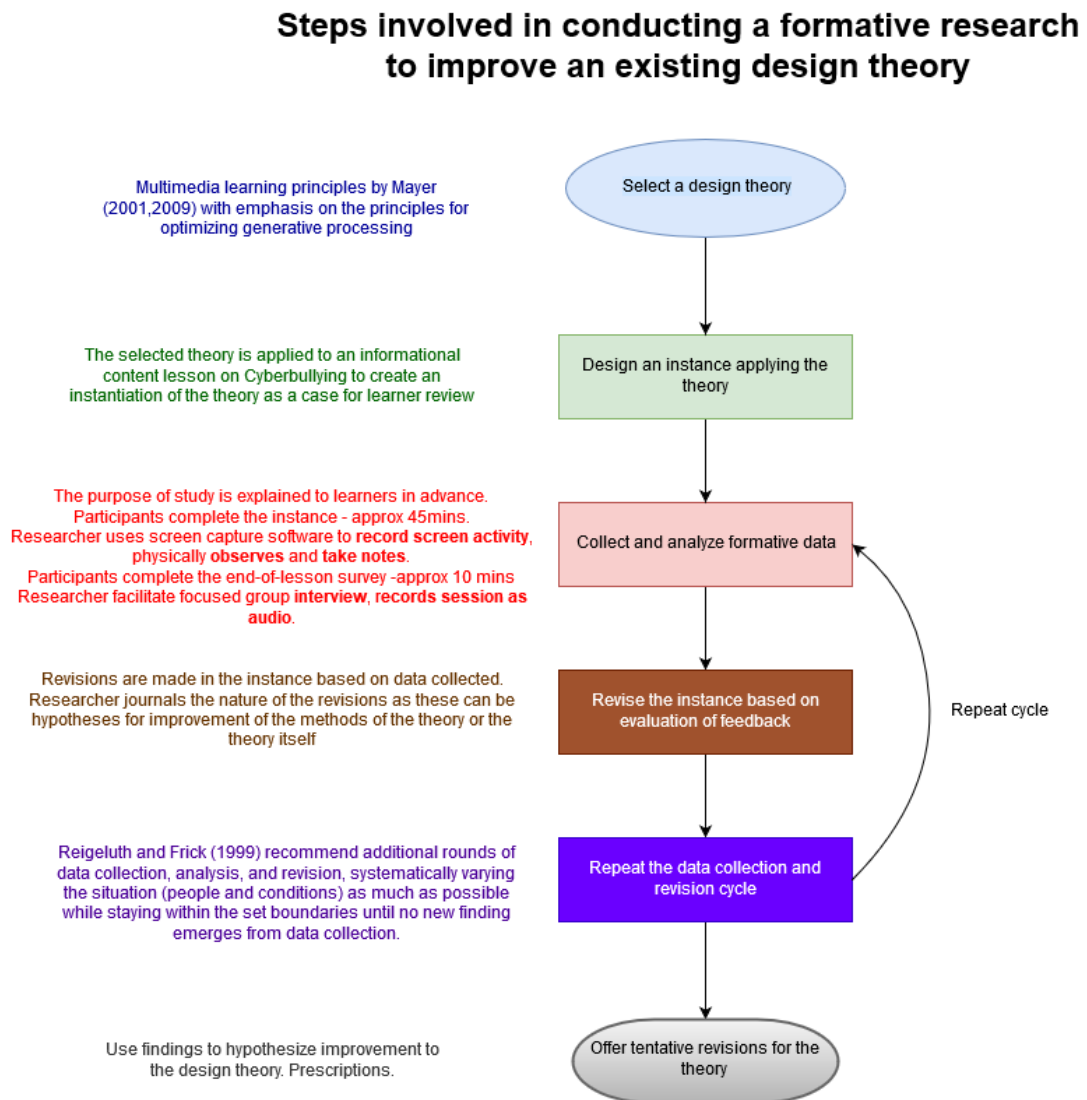 Steps involved in conducting a formative research
to improve an existing design theory
Multimedia learning principles by Mayer
(2001,2009) with emphasis on the principles for
optimizing generative processing
Select a design theory
The selected theory is applied to an informational
content lesson on Cyberbullying to create an
instantiation of the theory as a case for learner review
Design an instance applying the
theory
The purpose of study is explained to learners in advance.
Participants complete the instance - approx 45mins.
Researcher uses screen capture software to record screen activity,
physically observes and take notes.
Participants complete the end-of-lesson survey -approx 10 mins
Researcher facilitate focused group interview, records session as
audio.
Collect and analyze formative data
Revisions are made in the instance based on data collected.
Researcher journals the nature of the revisions as these can be
hypotheses for improvement of the methods of the theory or the
theory itself
Revise the instance based on
evaluation of feedback
Repeat cycle
Reigeluth and Frick (1999) recommend additional rounds of
data collection, analysis, and revision, systematically varying
the situation (people and conditions) as much as possible
while staying within the set boundaries until no new finding
emerges from data collection.
Repeat the data collection and
revision cycle
Use findings to hypothesize improvement to
the design theory. Prescriptions.
Offer tentative revisions for the
theory